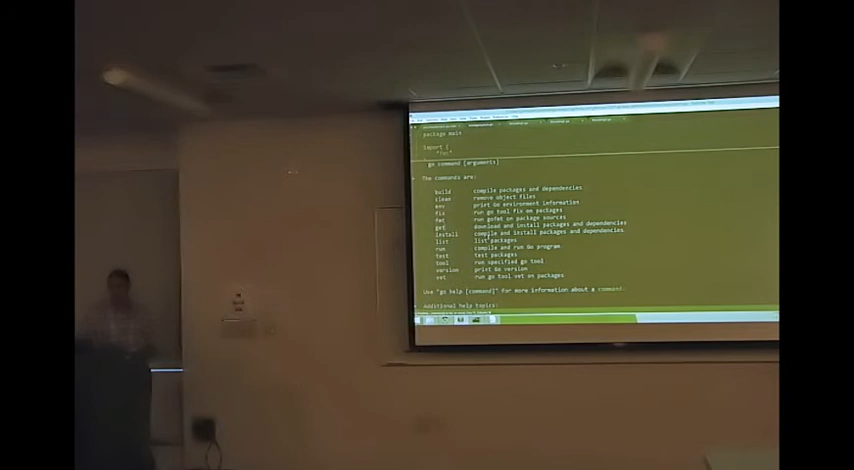 package main
import (
"fmt"
go command [arguments]
The commands are:
build compile packages and dependencies
clean remove object files
env print Go environment information
fix run go tool fix on packages
fmt run gofmt on package sources
get download and install packages and dependencies
install compile and install packages and dependencies
list list packages
run compile and run Go program
test test packages
tool run specified go tool
version print Go version
vet run go tool vet on packages
Use "go help [command]" for more information about a command.
Additional help topics: